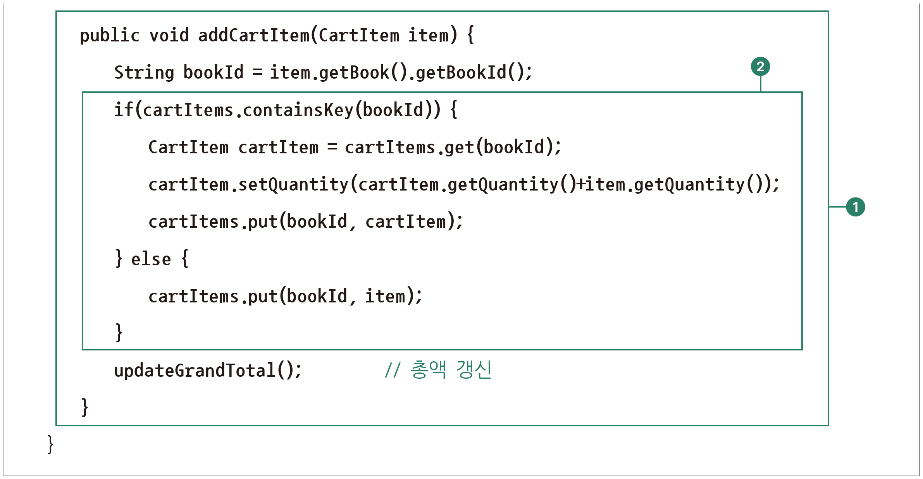 public void addCartItem(CartItem item) {
String bookId = item.getBook().getBookId();
❷
if(cartItems.containsKey(bookId)) {
CartItem cartItem = cartItems.get(bookId);
cartItem.setQuantity(cartItem.getQuantity()+item.getQuantity());
cartItems.put(bookId, cartItem);
❶
} else {
cartItems.put(bookId, item);
}
updateGrandTotal(); // 총액 갱신
}
}